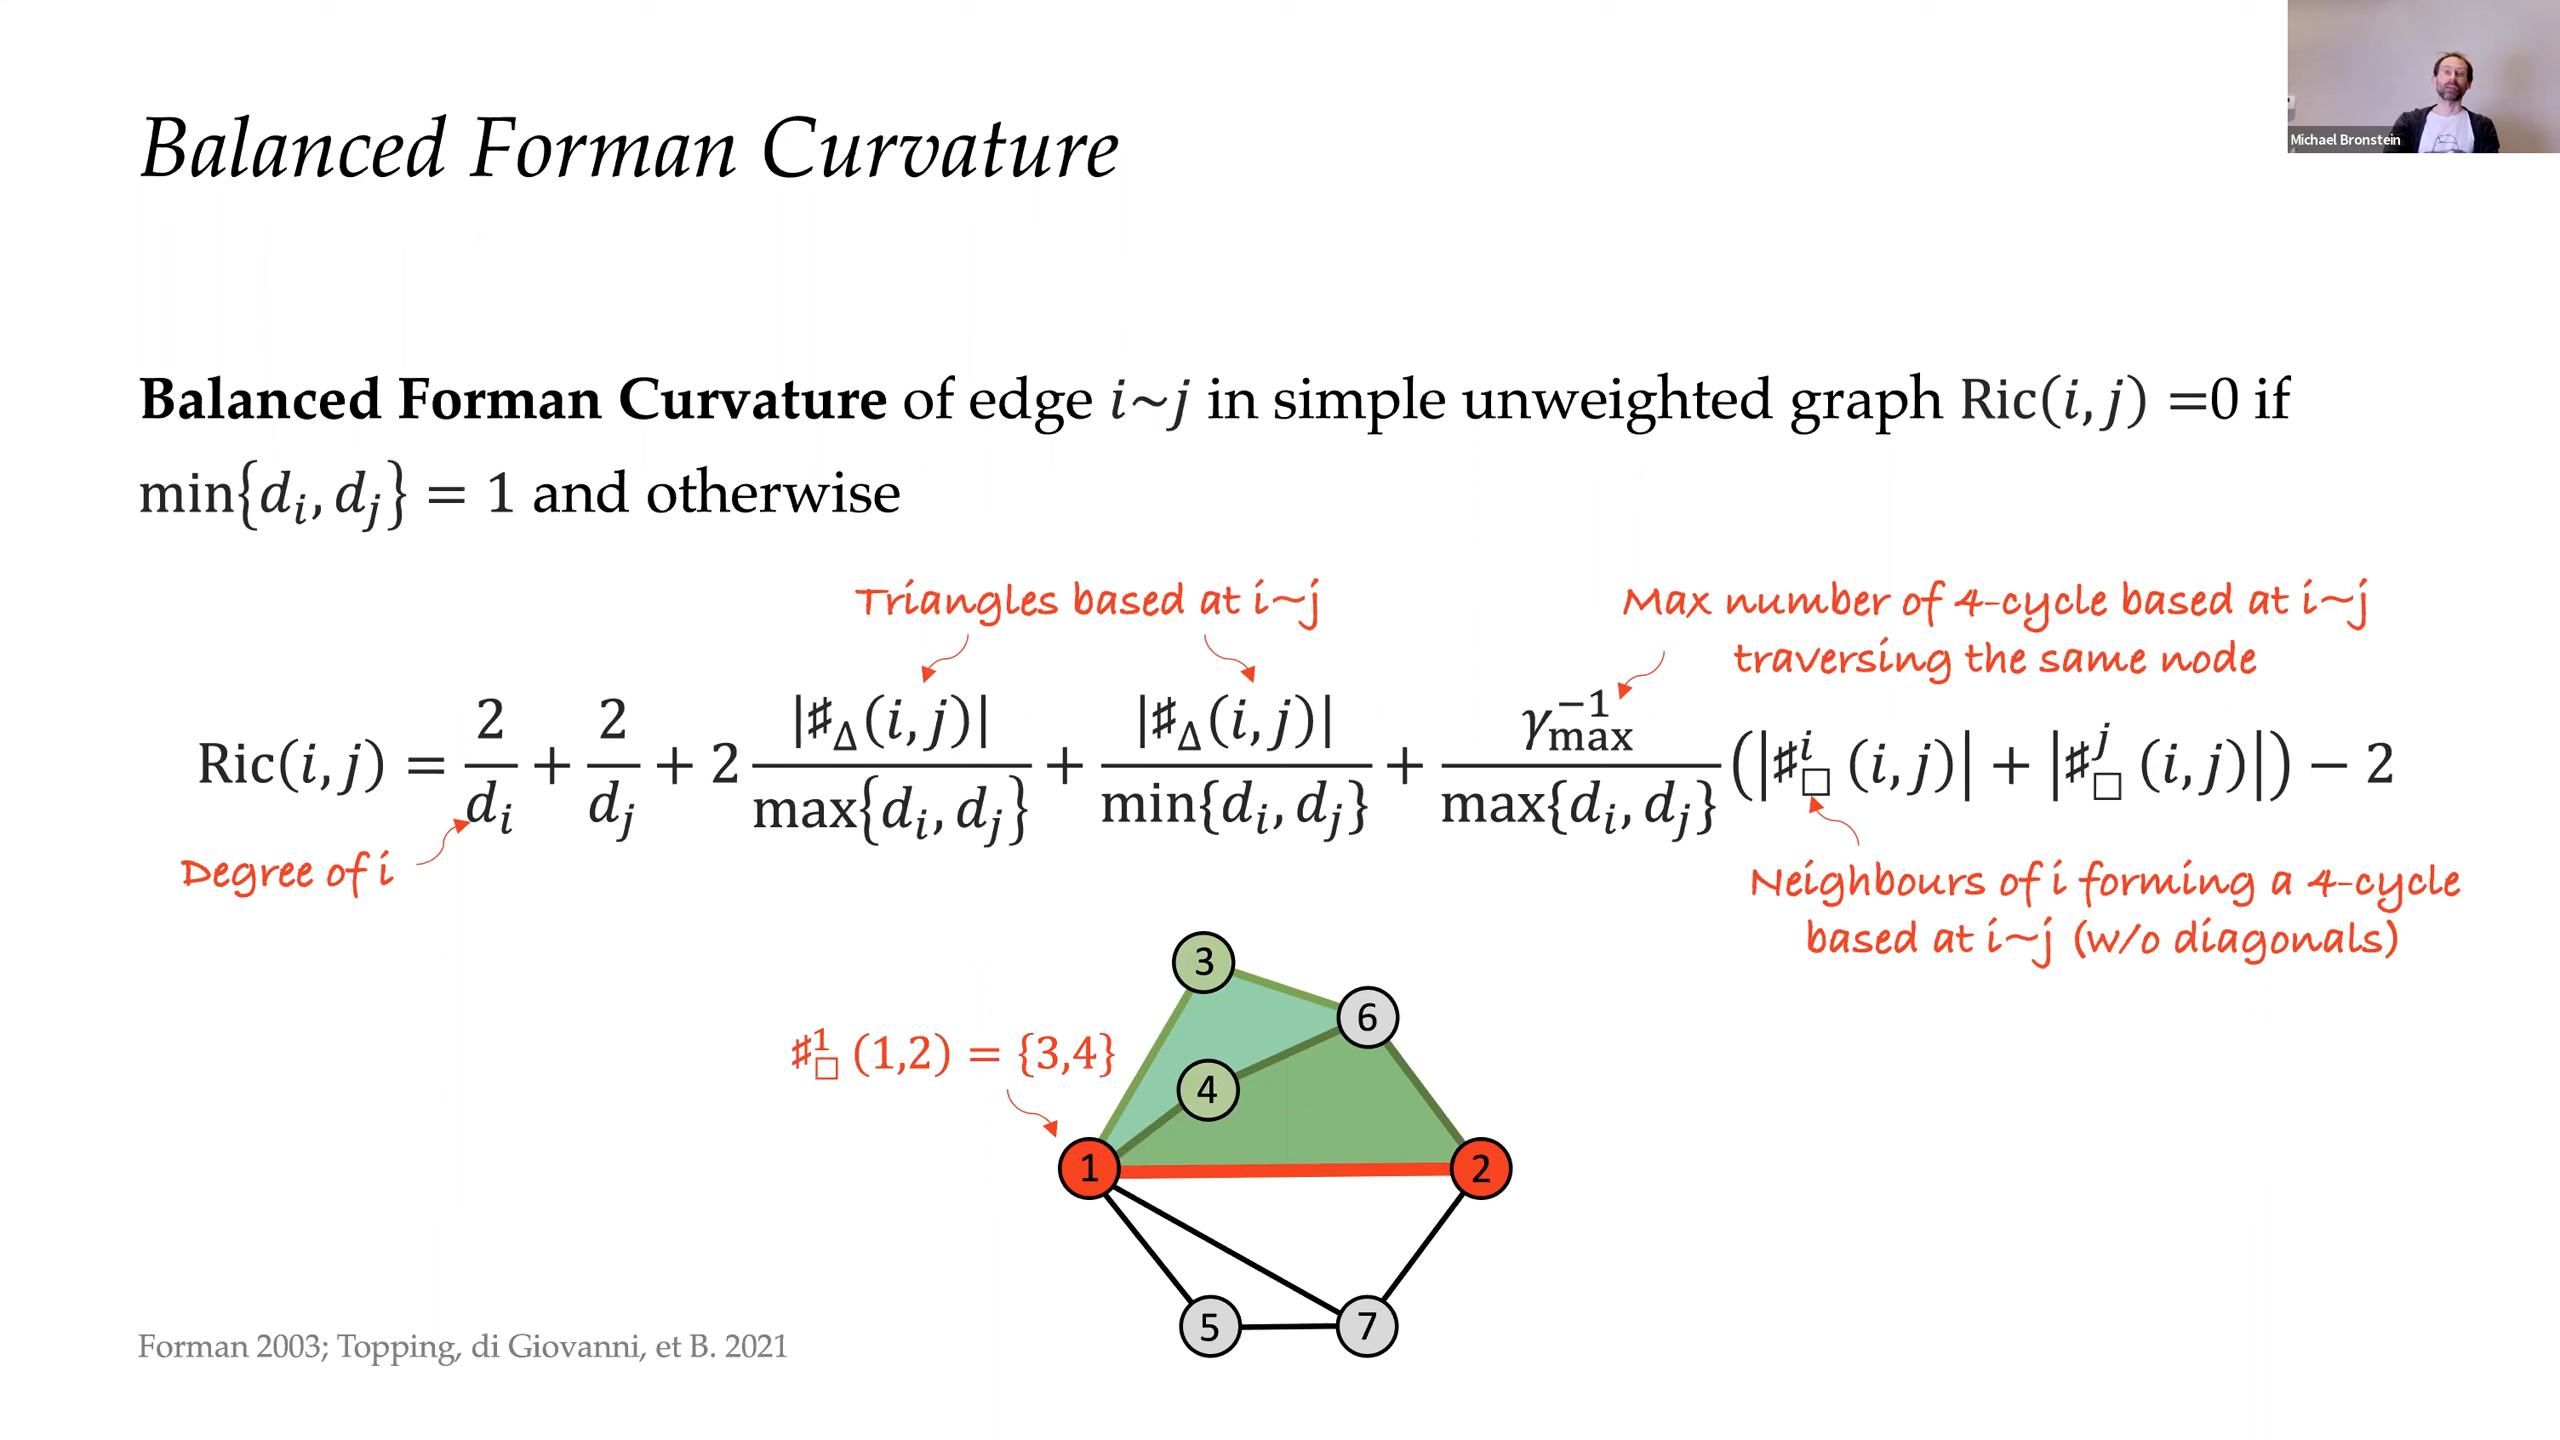 Michael Bronstein
Balanced Forman Curvature
Balanced Forman Curvature of edge i~j in simple unweighted graph Ric(i, j) =0 if
min{d_i, d_j} = 1 and otherwise
Triangles based at i~j
Max number of 4-cycle based at i~j
traversing the same node
Ric(i, j) = 2/d_i + 2/d_j + 2 |♯_Δ(i, j)|/max{d_i, d_j} + |♯_Δ(i, j)|/min{d_i, d_j} + γ_max^{-1}/max{d_i, d_j} (|♯_□^i (i, j)| + |♯_□^j (i, j)|) − 2
Degree of i
Neighbours of i forming a 4-cycle
based at i~j (w/o diagonals)
♯_□^1 (1,2) = {3,4}
3
6
4
1
2
5
7
Forman 2003; Topping, di Giovanni, et B. 2021